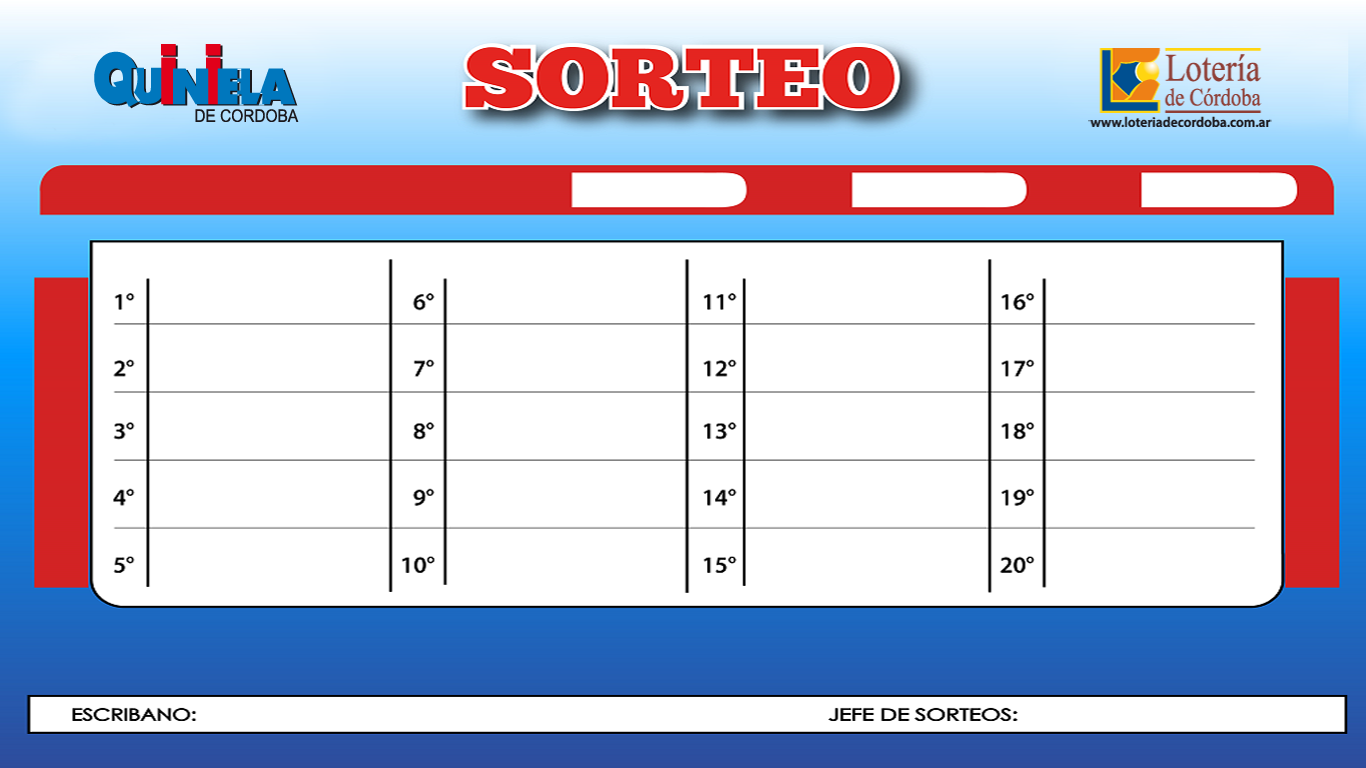 QUINIELA
DE CORDOBA
SORTEO
Lotería
de Córdoba
www.loteriadecordoba.com.ar
1° 6° 11° 16°
2° 7° 12° 17°
3° 8° 13° 18°
4° 9° 14° 19°
5° 10° 15° 20°
ESCRIBANO: JEFE DE SORTEOS: